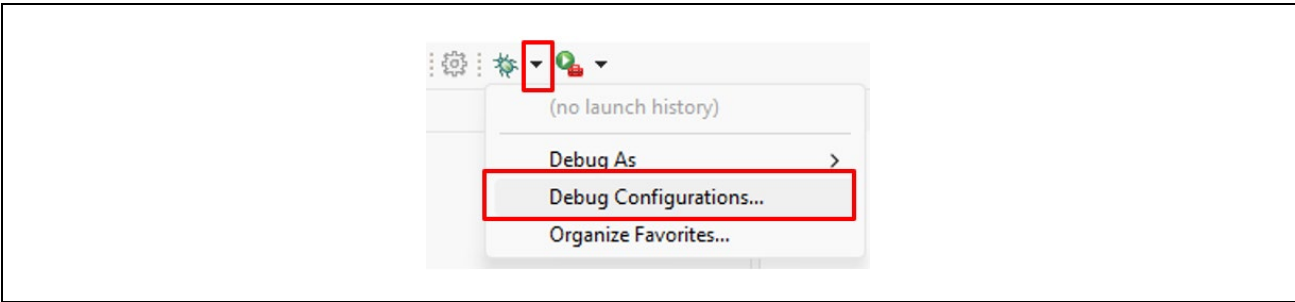 (no launch history)
Debug As
Debug Configurations...
Organize Favorites...